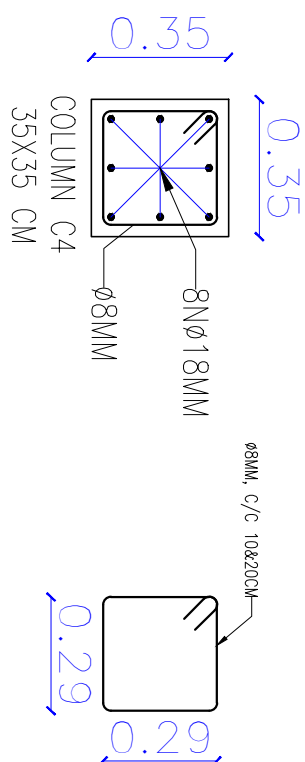 0.35
0.35
COLUMN C4
35X35 CM
Ø8MM
8NØ18MM
Ø8MM, C/C 10&20CM
0.29
0.29